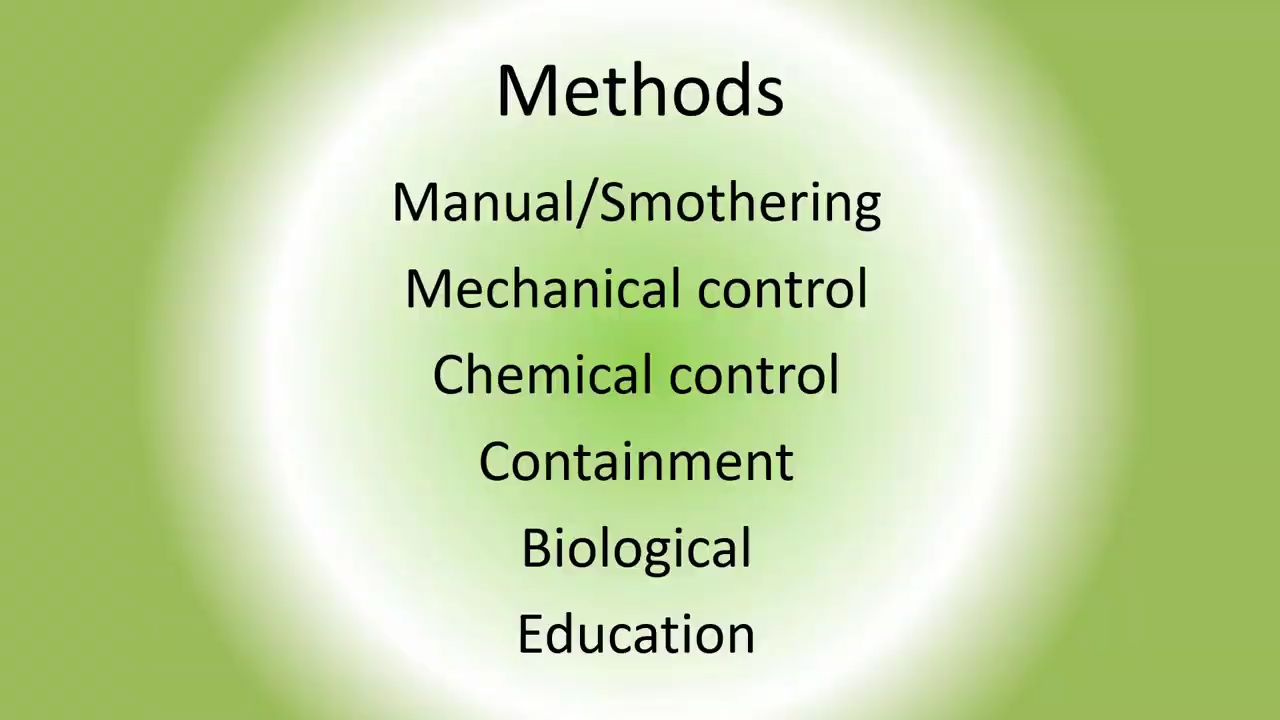 Methods
Manual/Smothering
Mechanical control
Chemical control
Containment
Biological
Education